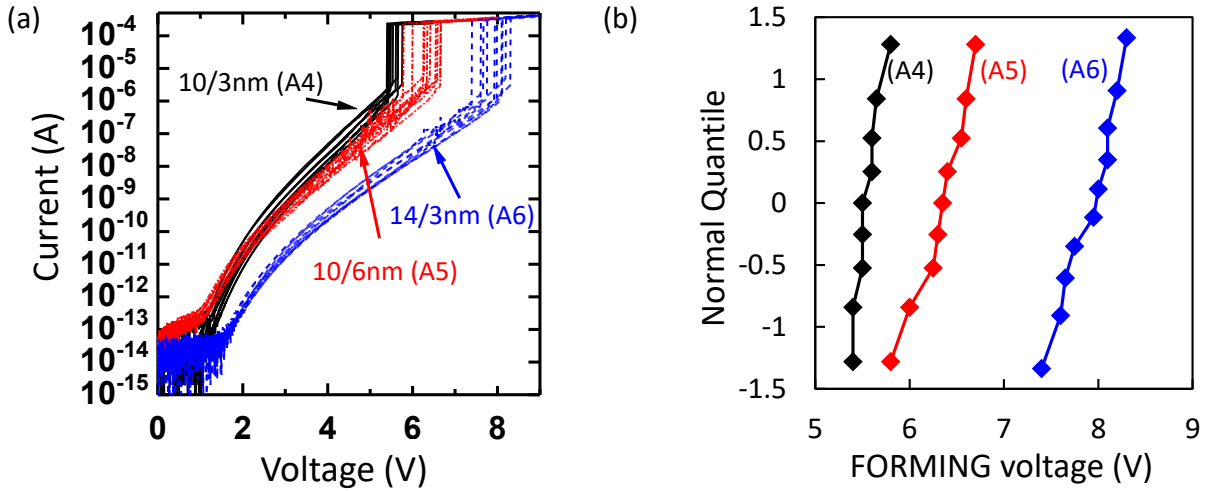 (a)
10⁻⁴
10⁻⁵
10⁻⁶
10⁻⁷
10⁻⁸
10⁻⁹
10⁻¹⁰
10⁻¹¹
10⁻¹²
10⁻¹³
10⁻¹⁴
10⁻¹⁵
Current (A)
10/3nm (A4)
14/3nm (A6)
10/6nm (A5)
0 2 4 6 8
Voltage (V)
(b)
1.5
1
0.5
0
-0.5
-1
-1.5
Normal Quantile
(A4) (A5) (A6)
5 6 7 8 9
FORMING voltage (V)